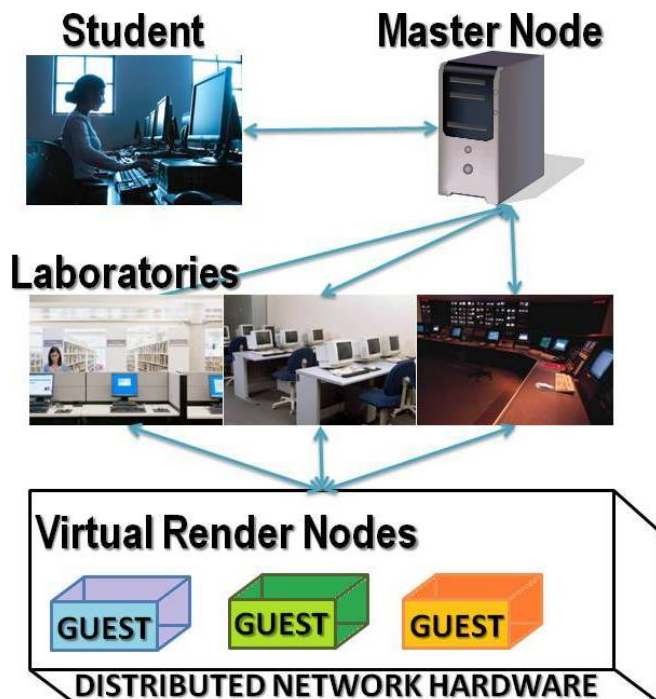 Student
Master Node
Laboratories
Virtual Render Nodes
GUEST
GUEST
GUEST
DISTRIBUTED NETWORK HARDWARE